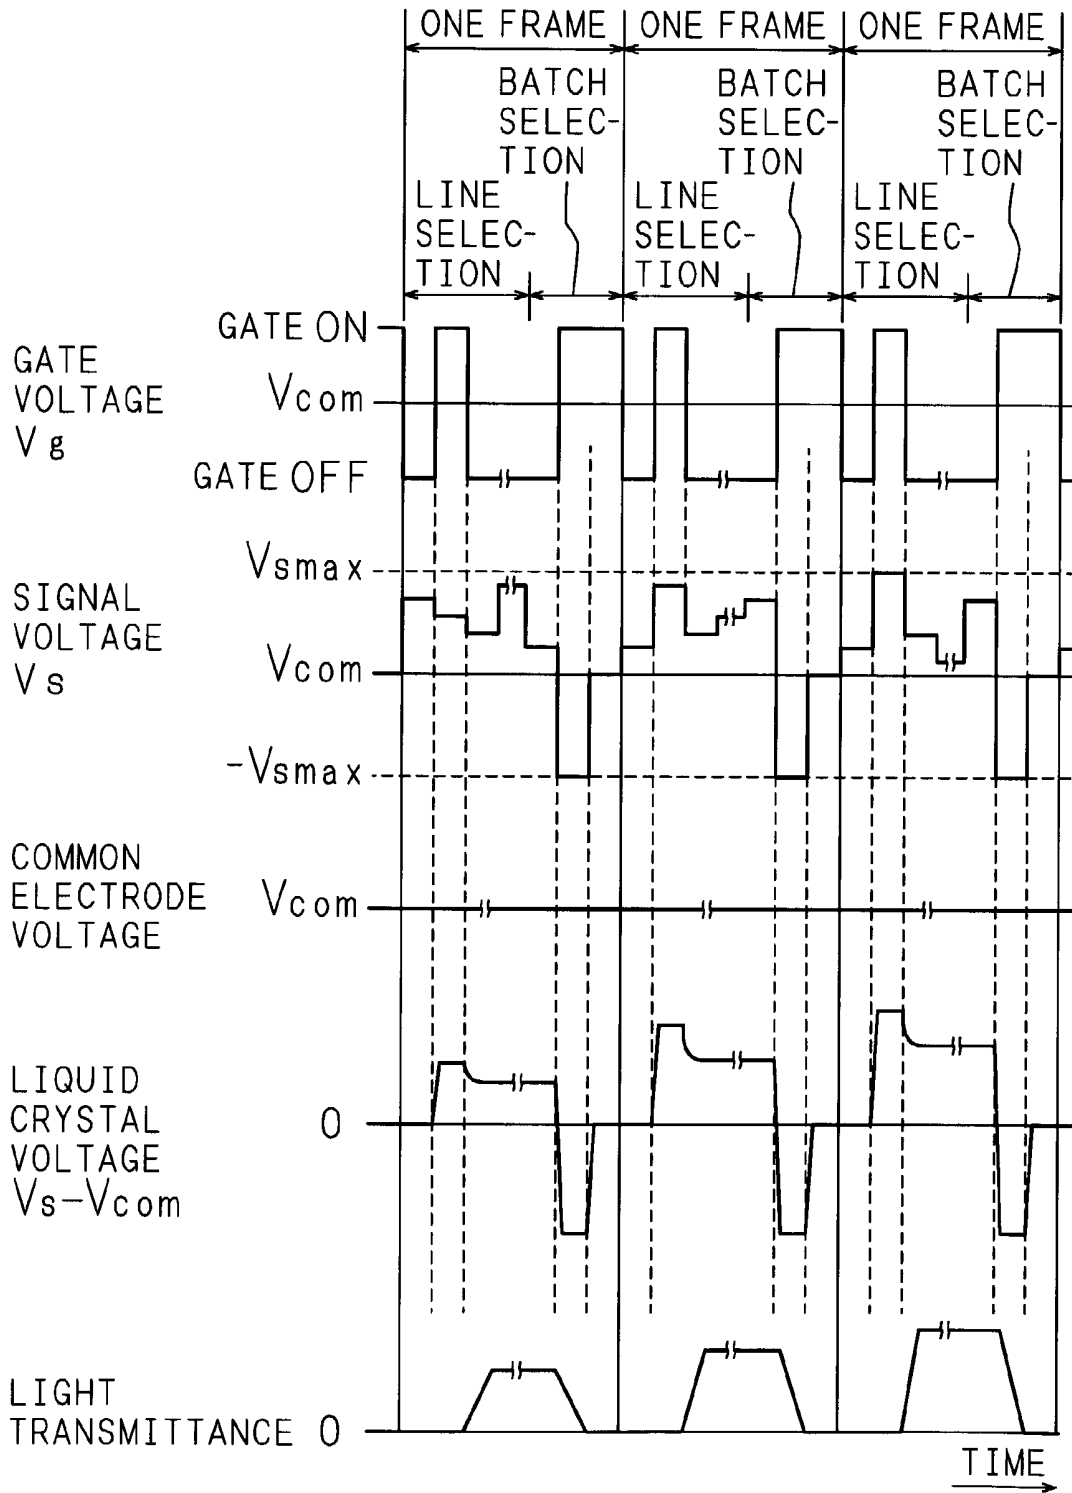 ONE FRAME ONE FRAME ONE FRAME
BATCH BATCH BATCH
SELEC- SELEC- SELEC-
TION TION TION
LINE LINE LINE
SELEC- SELEC- SELEC-
TION TION TION
GATE ON
GATE
VOLTAGE
Vg
Vcom
GATE OFF
Vsmax
SIGNAL
VOLTAGE
Vs
Vcom
-Vsmax
COMMON
ELECTRODE
VOLTAGE
Vcom
LIQUID
CRYSTAL
VOLTAGE
Vs-Vcom
0
LIGHT
TRANSMITTANCE 0
TIME